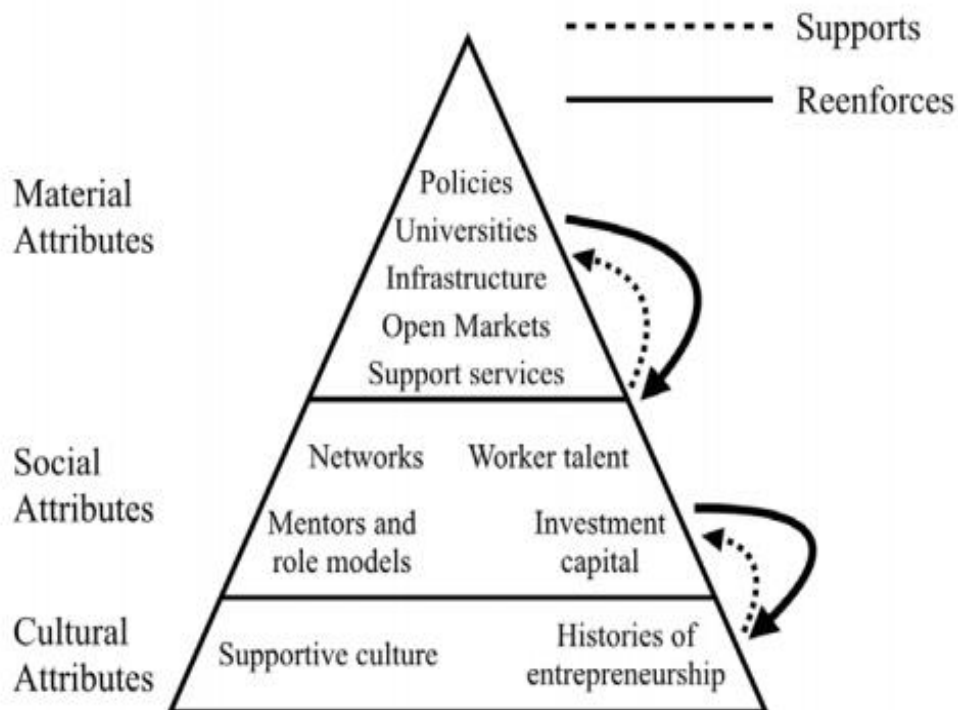 Supports
Reenforces
Material
Attributes
Policies
Universities
Infrastructure
Open Markets
Support services
Social
Attributes
Networks
Worker talent
Mentors and
role models
Investment
capital
Cultural
Attributes
Supportive culture
Histories of
entrepreneurship